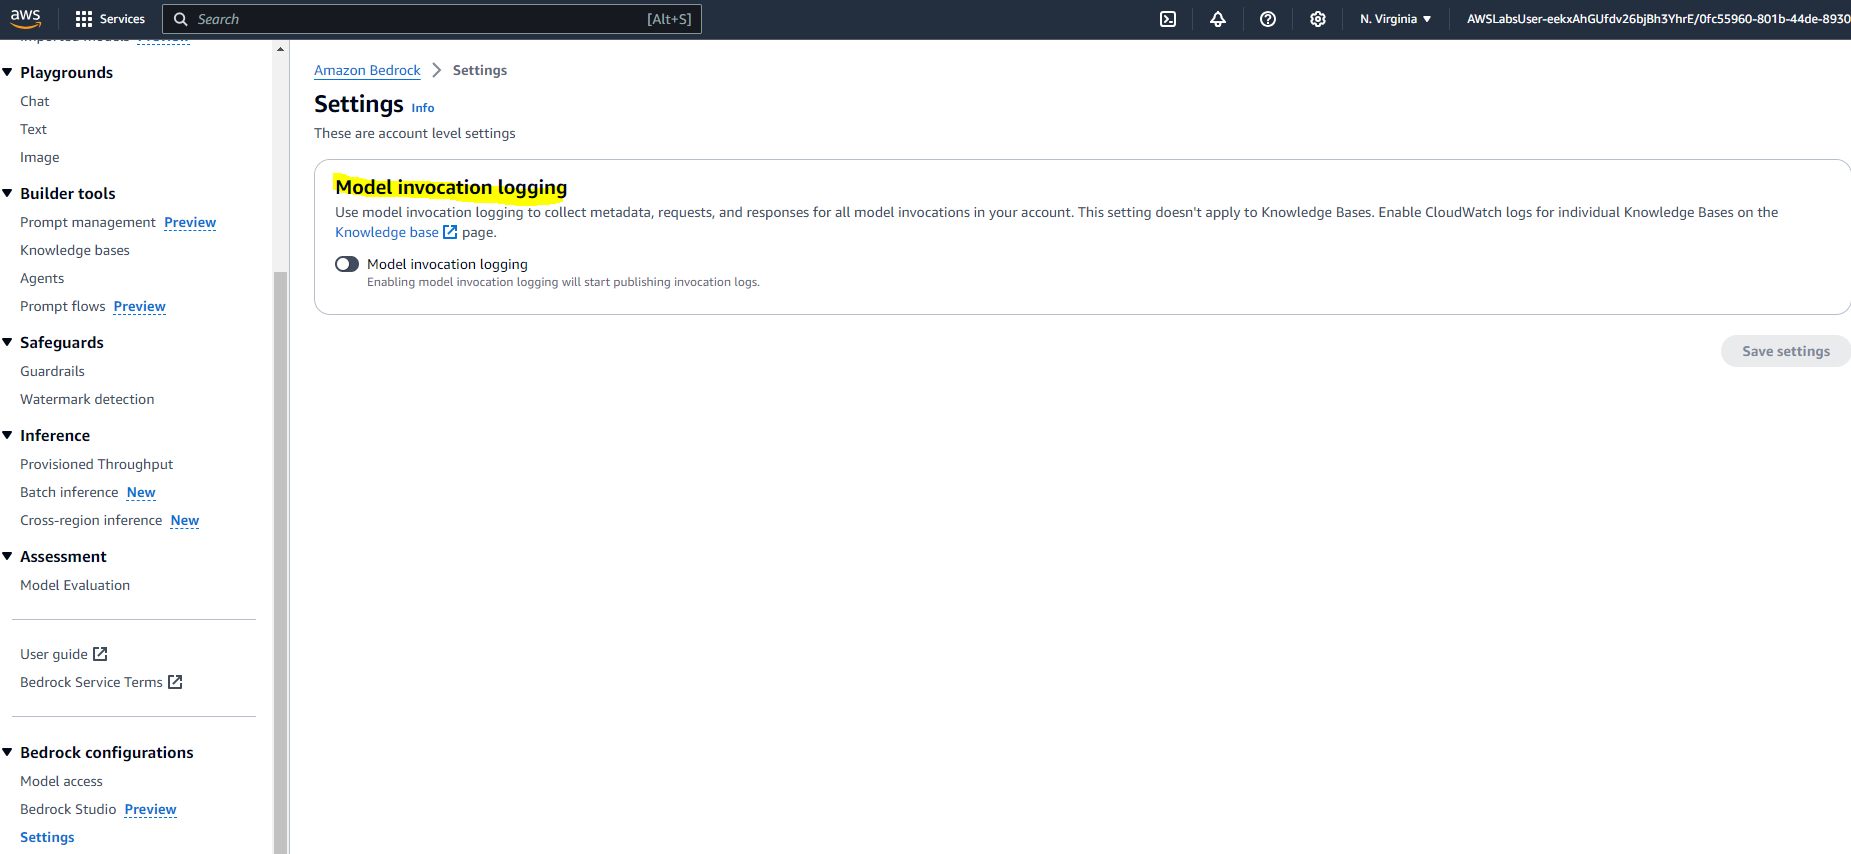 aws
Services
Search
[Alt+S]
N. Virginia
AWSLabsUser-eekxAhGUfdv26bjBh3YhrE/0fc55960-801b-44de-8930
Imported models Preview
Playgrounds
Chat
Text
Image
Builder tools
Prompt management Preview
Knowledge bases
Agents
Prompt flows Preview
Safeguards
Guardrails
Watermark detection
Inference
Provisioned Throughput
Batch inference New
Cross-region inference New
Assessment
Model Evaluation
User guide
Bedrock Service Terms
Bedrock configurations
Model access
Bedrock Studio Preview
Settings
Amazon Bedrock > Settings
Settings Info
These are account level settings
Model invocation logging
Use model invocation logging to collect metadata, requests, and responses for all model invocations in your account. This setting doesn't apply to Knowledge Bases. Enable CloudWatch logs for individual Knowledge Bases on the
Knowledge base page.
Model invocation logging
Enabling model invocation logging will start publishing invocation logs.
Save settings